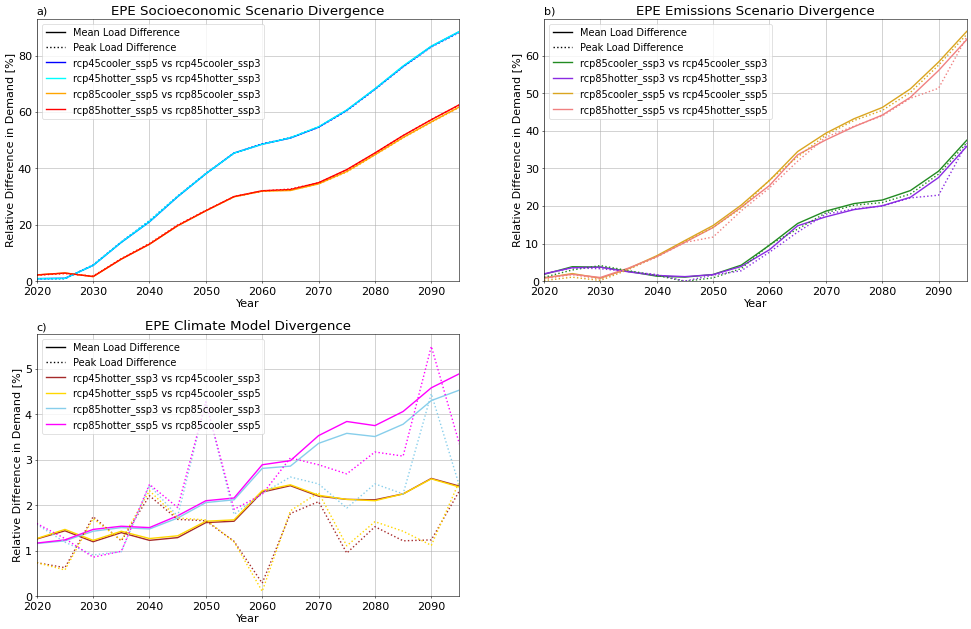 a)
EPE Socioeconomic Scenario Divergence
Relative Difference in Demand [%]
80
60
40
20
0
Mean Load Difference
Peak Load Difference
rcp45cooler_ssp5 vs rcp45cooler_ssp3
rcp45hotter_ssp5 vs rcp45hotter_ssp3
rcp85cooler_ssp5 vs rcp85cooler_ssp3
rcp85hotter_ssp5 vs rcp85hotter_ssp3
2020 2030 2040 2050 2060 2070 2080 2090
Year
b)
EPE Emissions Scenario Divergence
Relative Difference in Demand [%]
60
50
40
30
20
10
0
Mean Load Difference
Peak Load Difference
rcp85cooler_ssp3 vs rcp45cooler_ssp3
rcp85hotter_ssp3 vs rcp45hotter_ssp3
rcp85cooler_ssp5 vs rcp45cooler_ssp5
rcp85hotter_ssp5 vs rcp45hotter_ssp5
2020 2030 2040 2050 2060 2070 2080 2090
Year
c)
EPE Climate Model Divergence
Relative Difference in Demand [%]
5
4
3
2
1
0
Mean Load Difference
Peak Load Difference
rcp45hotter_ssp3 vs rcp45cooler_ssp3
rcp45hotter_ssp5 vs rcp45cooler_ssp5
rcp85hotter_ssp3 vs rcp85cooler_ssp3
rcp85hotter_ssp5 vs rcp85cooler_ssp5
2020 2030 2040 2050 2060 2070 2080 2090
Year